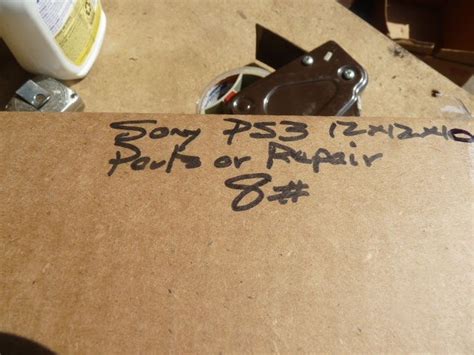 Sony PS3 12x12x10
Parts or Repair
8#